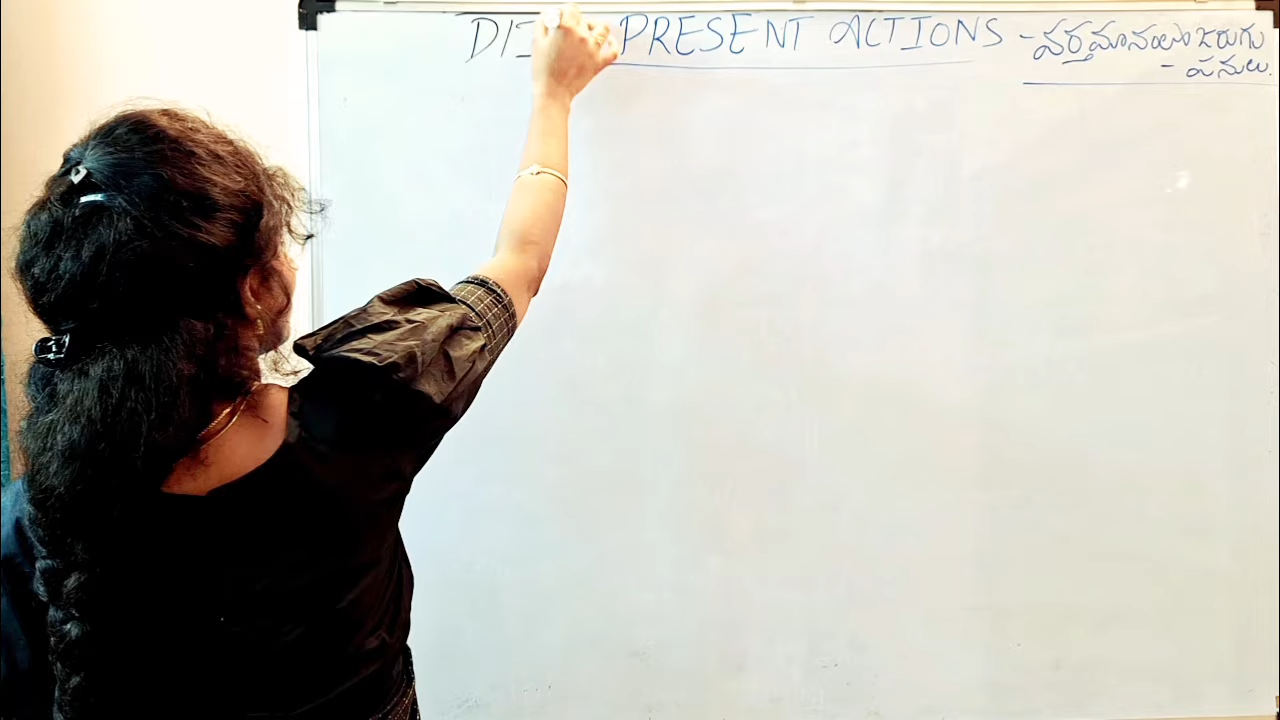 PRESENT ACTIONS - వర్తమానంలో జరుగు
- పనులు.